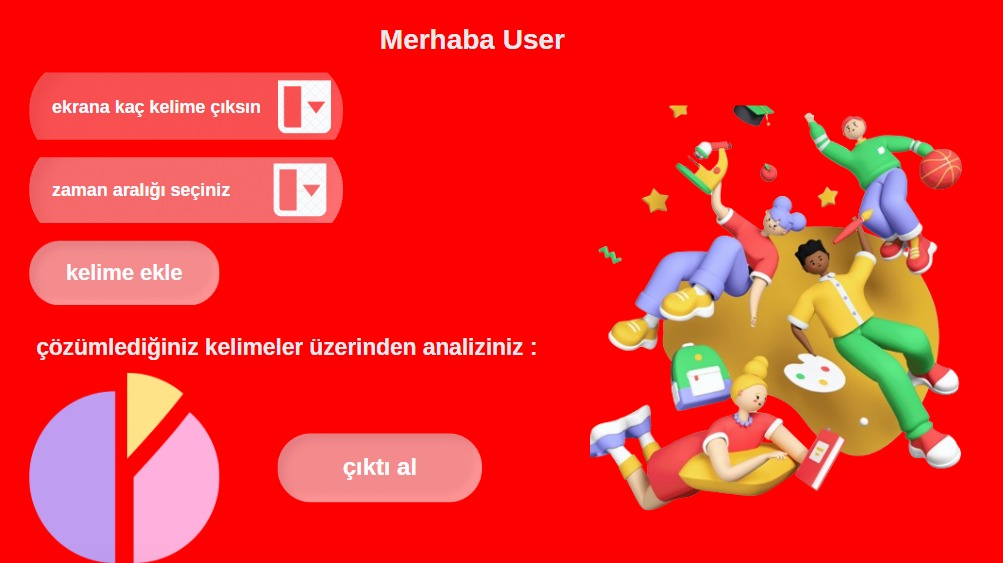 Merhaba User
ekrana kaç kelime çıksın
zaman aralığı seçiniz
kelime ekle
çözümlediğiniz kelimeler üzerinden analiziniz :
çıktı al